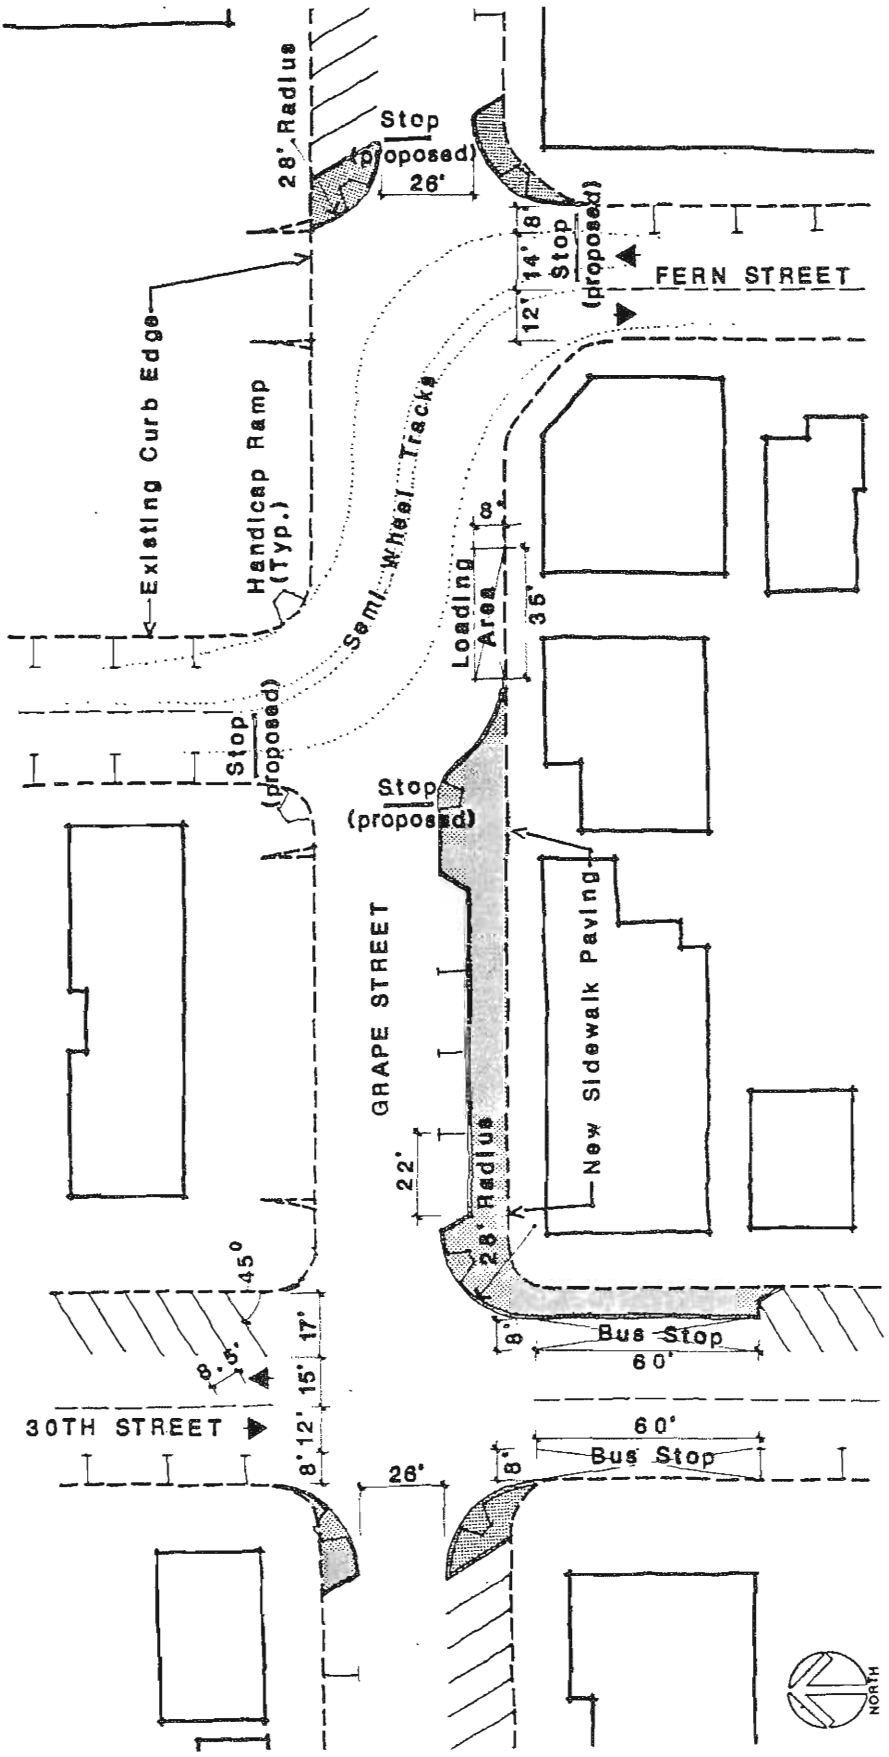 28' Radius
Stop
(proposed)
26'
8'
14'
12'
Stop
(proposed)
FERN STREET
Existing Curb Edge
Handicap Ramp
(Typ.)
Semi Wheel Tracks
8'
Loading
Area
35'
Stop
(proposed)
Stop
(proposed)
GRAPE STREET
New Sidewalk Paving
22'
28' Radius
45°
17'
8.5'
15'
8'
Bus Stop
60'
30TH STREET
12'
8'
60'
8'
Bus Stop
26'
NORTH